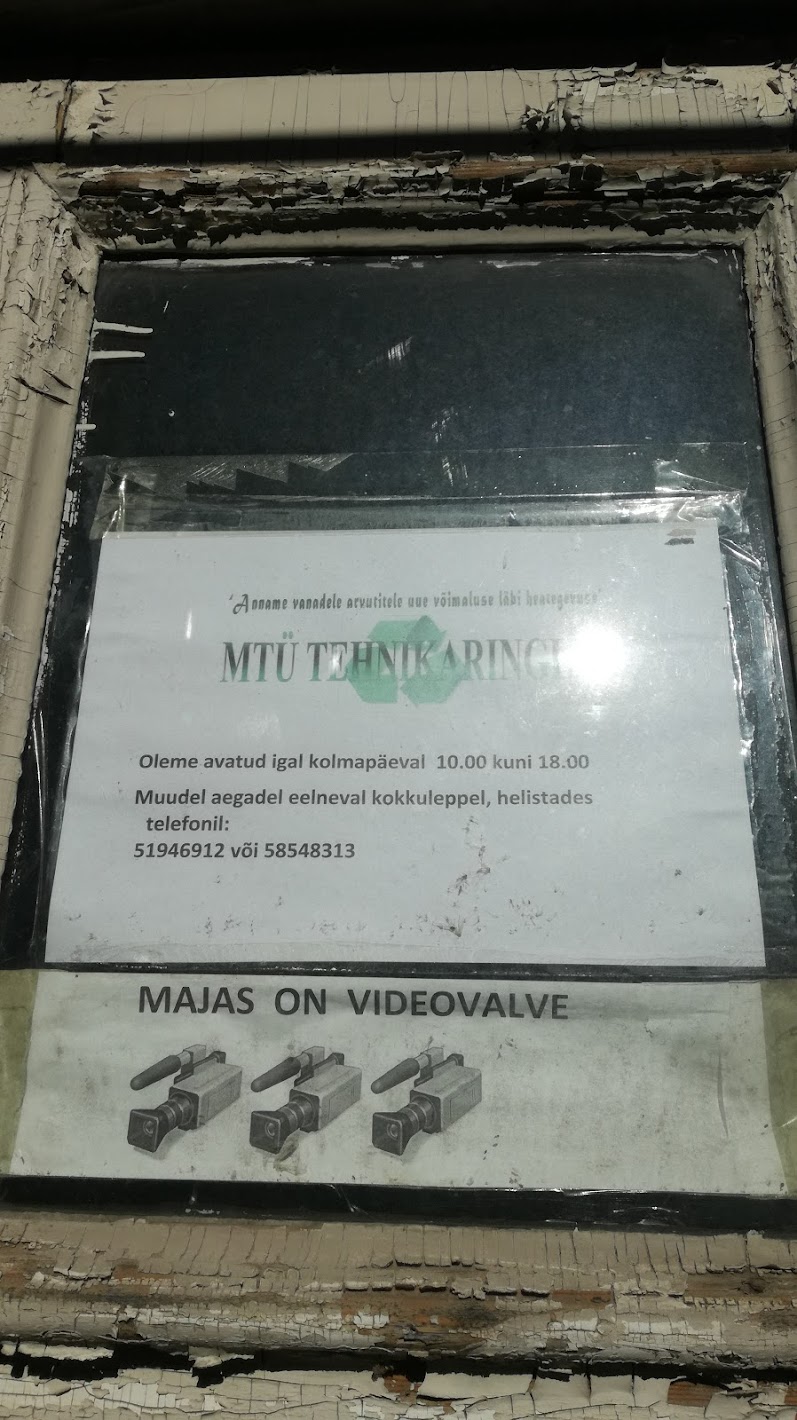 'Anname vanadele arvutitele uue võimaluse läbi heategevuse'
MTÜ
Oleme avatud igal kolmapäeval 10.00 kuni 18.00
Muudel aegadel eelneval kokkuleppel, helistades
telefonil:
51946912 või 58548313
MAJAS ON VIDEOVALVE